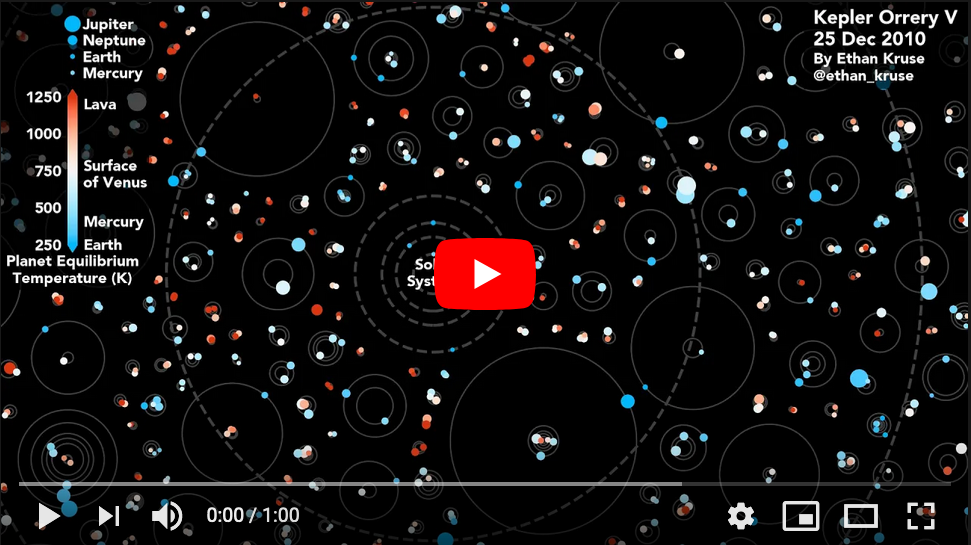 Jupiter
Neptune
Earth
Mercury
1250
Lava
1000
750
Surface
of Venus
500
Mercury
250
Earth
Planet Equilibrium
Temperature (K)
Kepler Orrery V
25 Dec 2010
By Ethan Kruse
@ethan_kruse
0:00 / 1:00